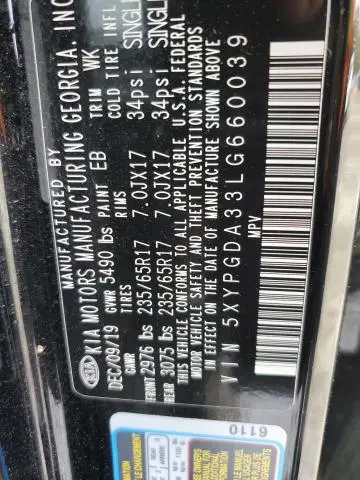 MANUFACTURED BY
KIA KIA MOTORS MANUFACTURING GEORGIA, INC
DEC/09/19 GVWR 5490 lbs PAINT EB TRIM WK
GAWR TIRES RIMS COLD TIRE INFL
FRONT 2976 lbs 235/65R17 7.0JX17 34psi SINGLE
REAR 3075 lbs 235/65R17 7.0JX17 34psi SINGLE
THIS VEHICLE CONFORMS TO ALL APPLICABLE U.S.A. FEDERAL
MOTOR VEHICLE SAFETY AND THEFT PREVENTION STANDARDS
IN EFFECT ON THE DATE OF MANUFACTURE SHOWN ABOVE
VIN 5XYPGDA33LG660039
MPV
6110